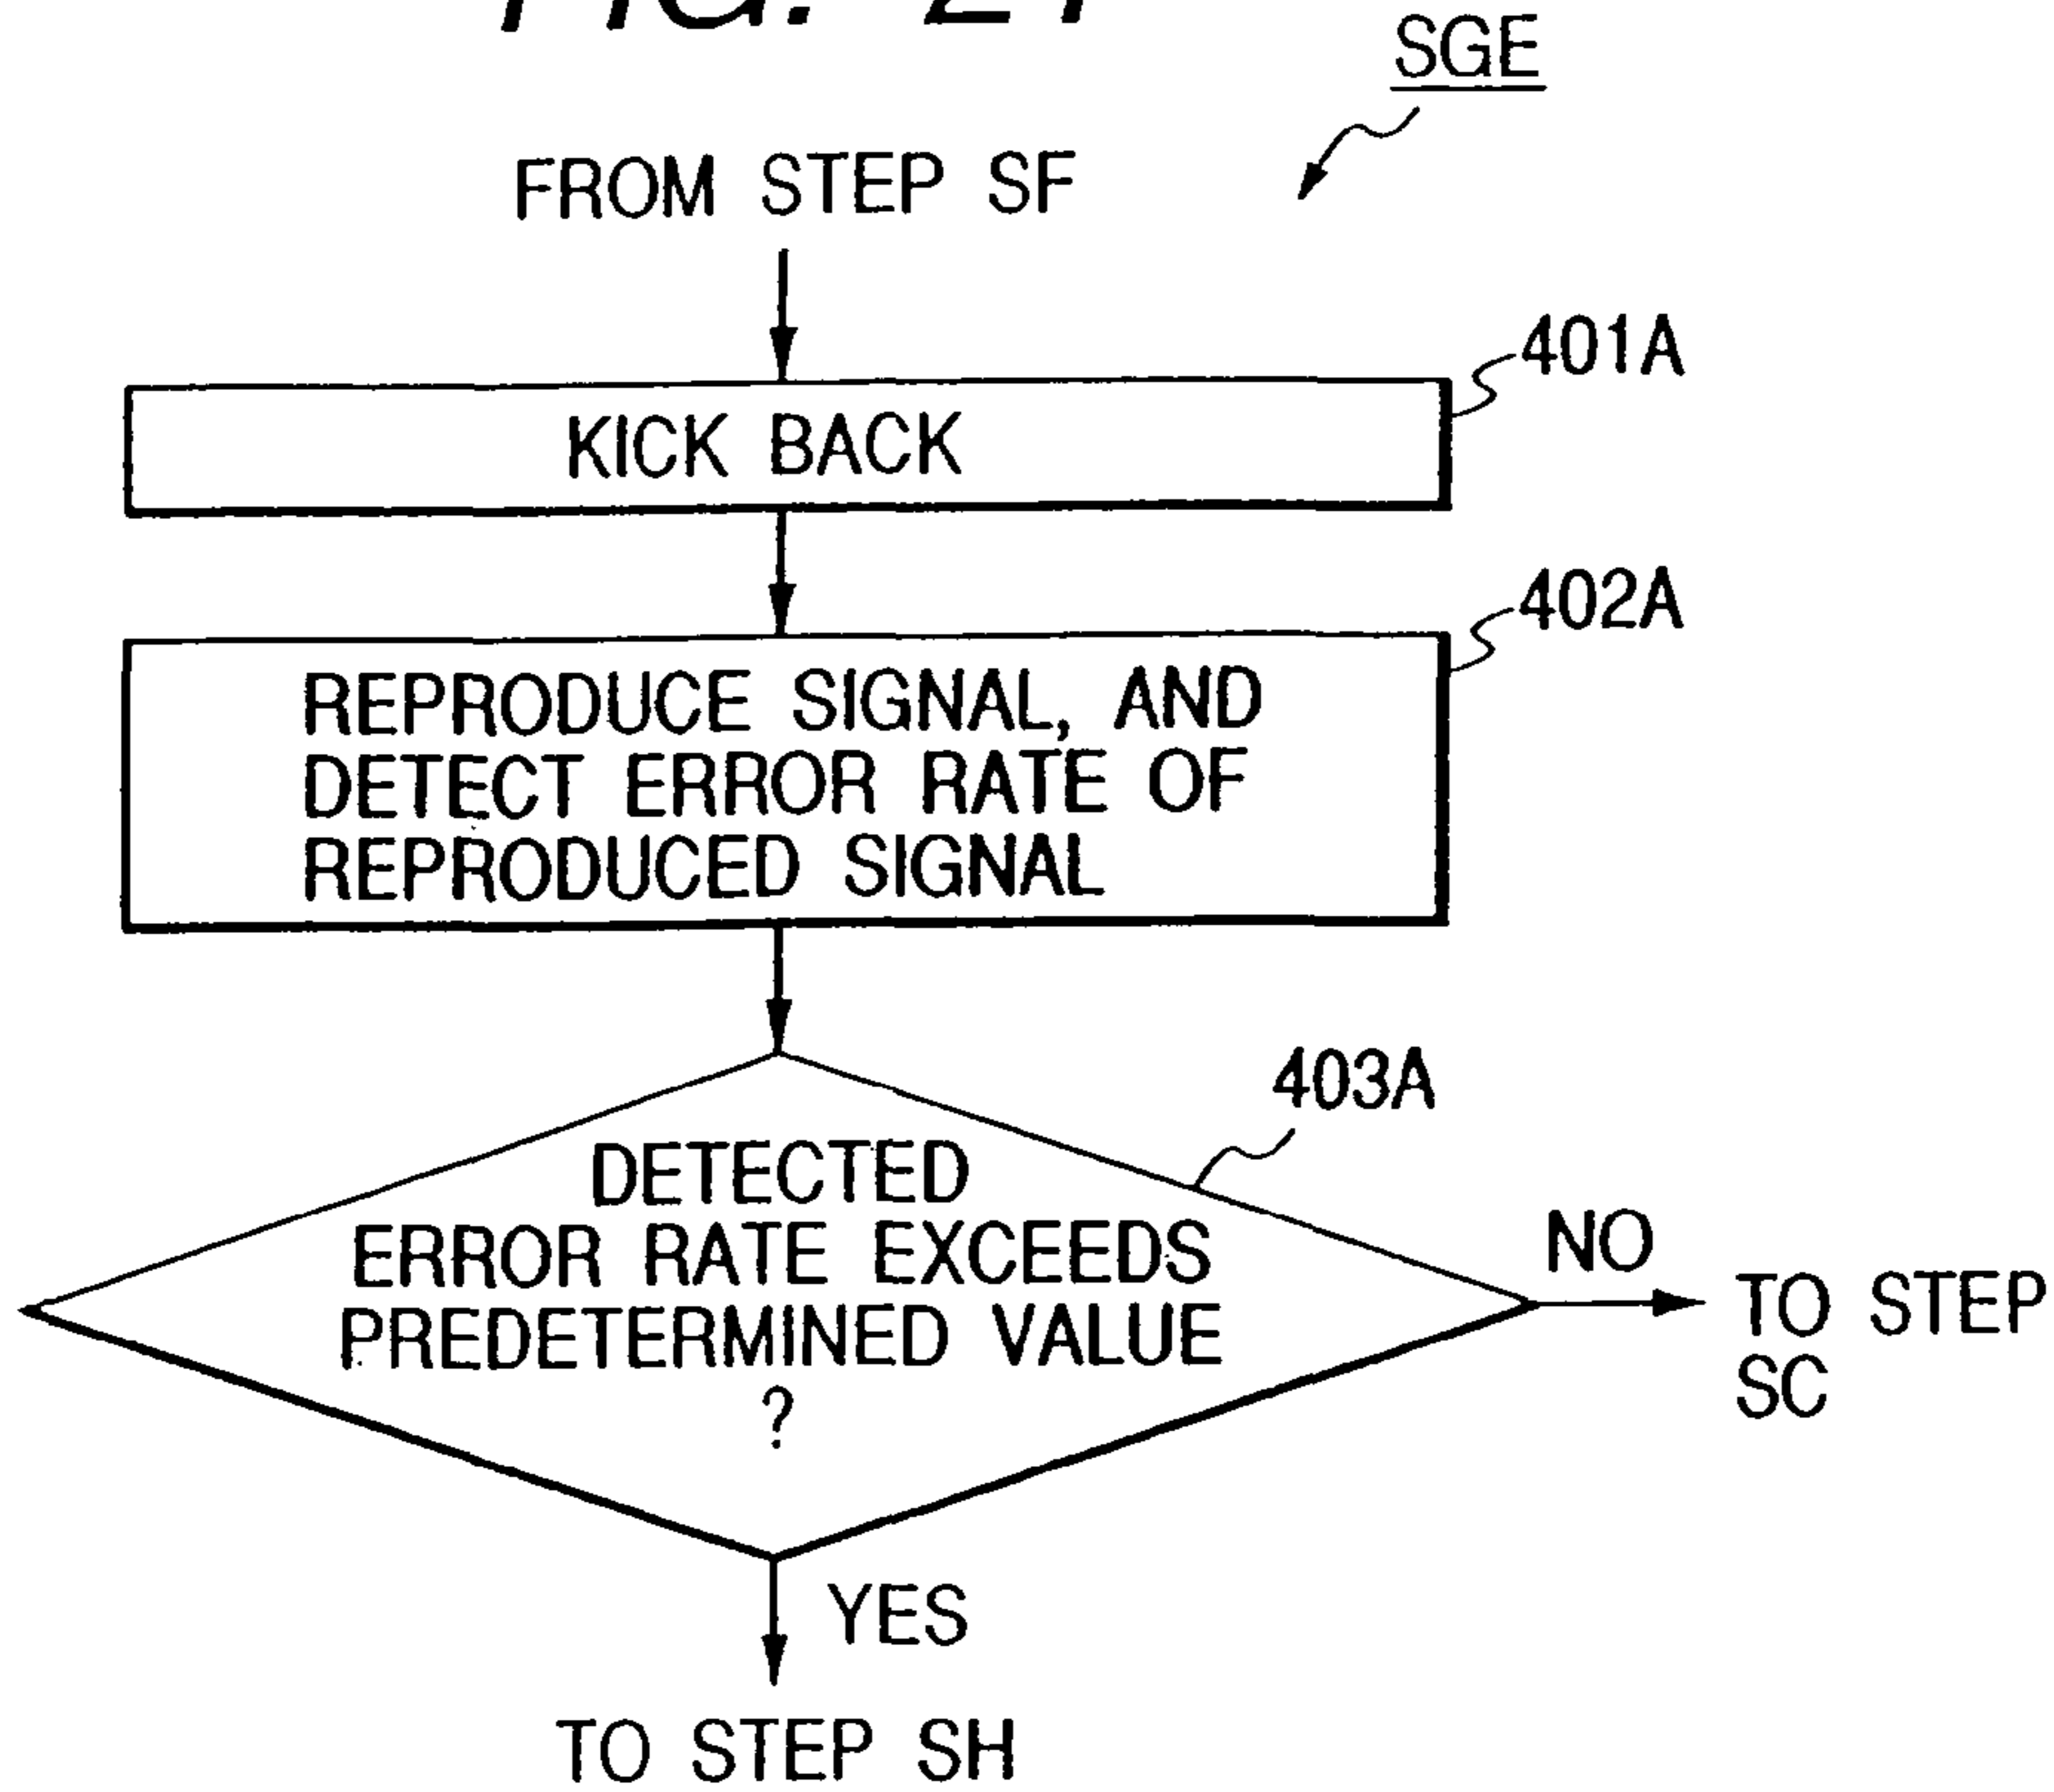 FIG.
SGE
FROM STEP SF
401A
KICK BACK
402A
REPRODUCE SIGNAL, AND
DETECT ERROR RATE OF
REPRODUCED SIGNAL
403A
DETECTED
ERROR RATE EXCEEDS
PREDETERMINED VALUE
?
NO
TO STEP
SC
YES
TO STEP SH